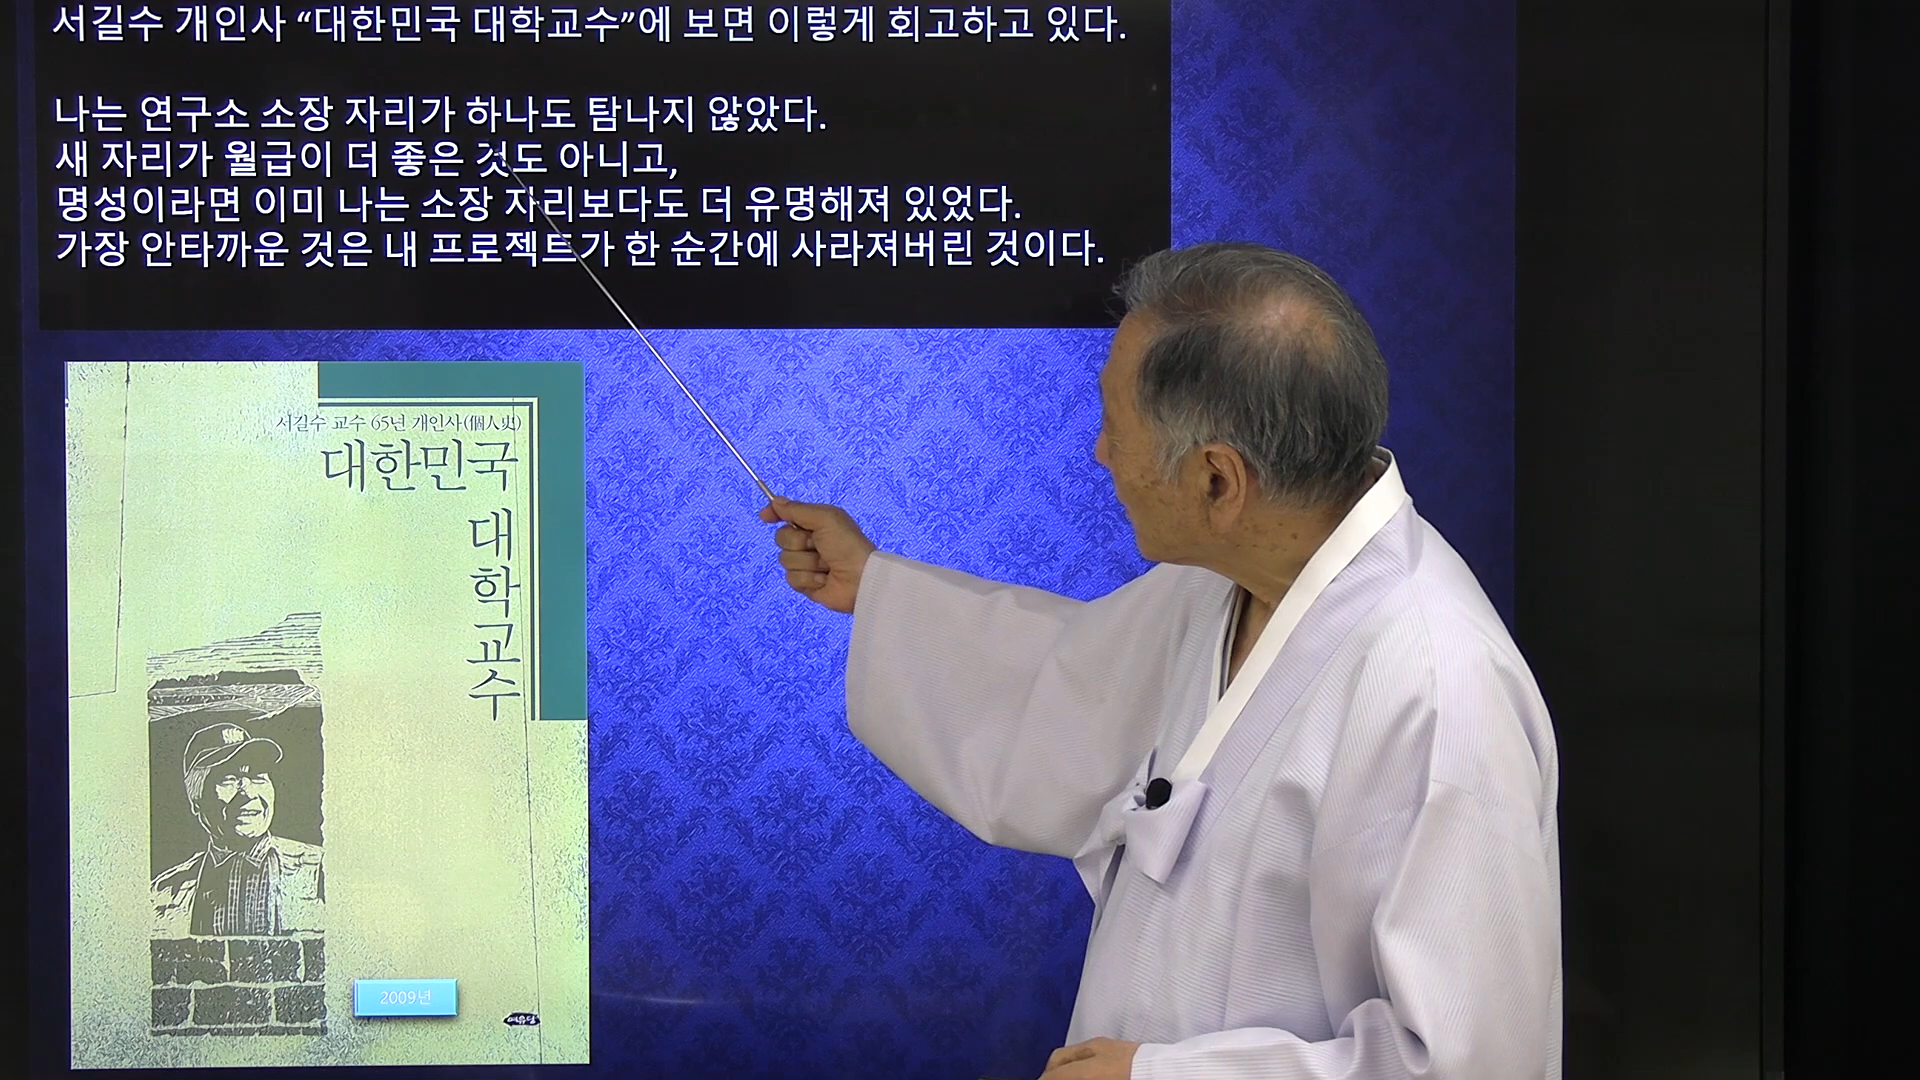 서길수 개인사 “대한민국 대학교수”에 보면 이렇게 회고하고 있다.
나는 연구소 소장 자리가 하나도 탐나지 않았다.
새 자리가 월급이 더 좋은 것도 아니고,
명성이라면 이미 나는 소장 자리보다도 더 유명해져 있었다.
가장 안타까운 것은 내 프로젝트가 한 순간에 사라져버린 것이다.
서길수 교수 65년 개인사(個人史)
대한민국
대학교수
2009년
여유당